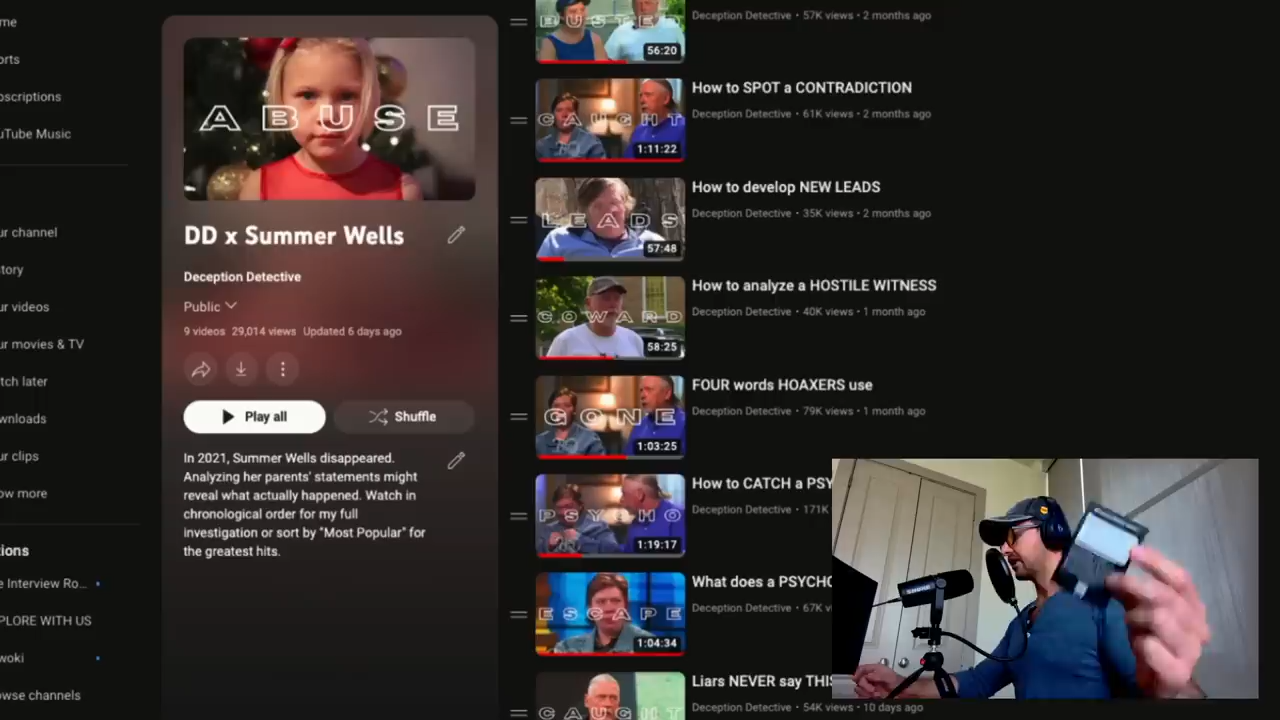 me
orts
oscriptions
uTube Music
ur channel
tory
ur videos
ur movies & TV
tch later
wnloads
ur clips
ow more
tions
e Interview Ro...
PLORE WITH US
woki
owse channels
ABUSE
DD x Summer Wells
Deception Detective
Public
9 videos 29,014 views Updated 6 days ago
Play all
Shuffle
In 2021, Summer Wells disappeared.
Analyzing her parents' statements might
reveal what actually happened. Watch in
chronological order for my full
investigation or sort by "Most Popular" for
the greatest hits.
BUSTED
56:20
Deception Detective • 57K views • 2 months ago
CAUGHT
1:11:22
How to SPOT a CONTRADICTION
Deception Detective • 61K views • 2 months ago
LEADS
57:48
How to develop NEW LEADS
Deception Detective • 35K views • 2 months ago
COWARD
58:25
How to analyze a HOSTILE WITNESS
Deception Detective • 40K views • 1 month ago
GONE
1:03:25
FOUR words HOAXERS use
Deception Detective • 79K views • 1 month ago
PSYCHO
1:19:17
How to CATCH a PSY
Deception Detective • 171K
ESCAPE
1:04:34
What does a PSYCHO
Deception Detective • 67K vi
CAUGHT
Liars NEVER say THIS
Deception Detective • 54K views • 10 days ago
SHURE